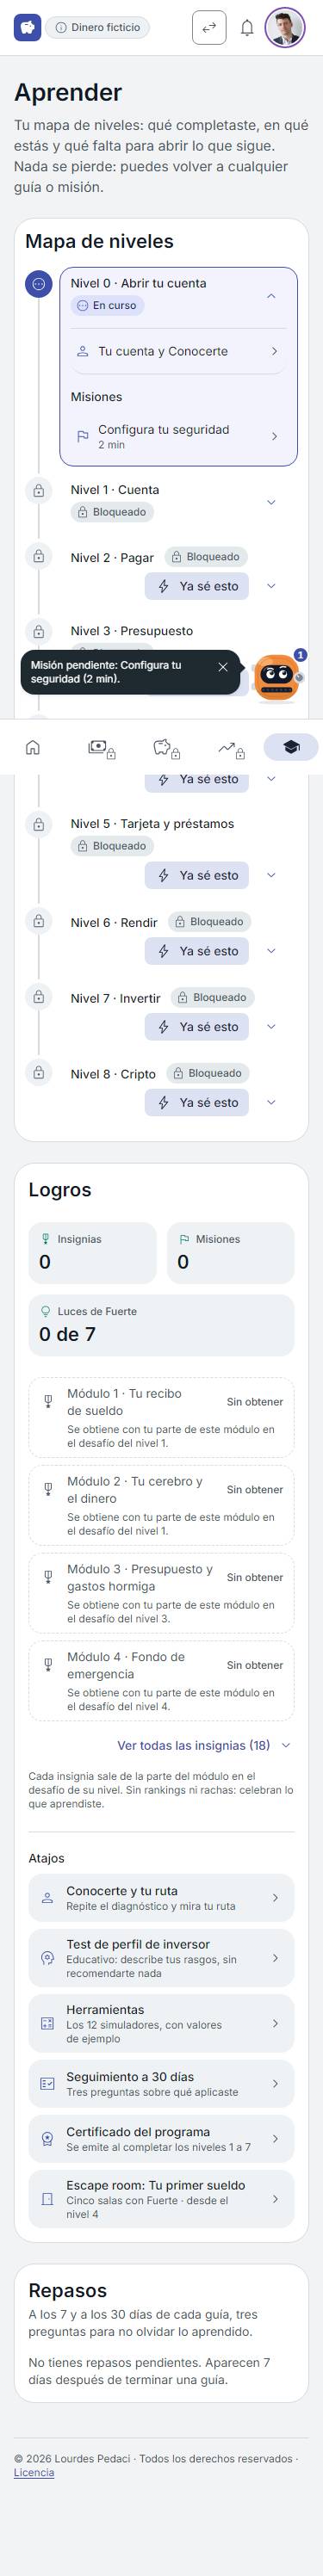 Dinero ficticio
Aprender
Tu mapa de niveles: qué completaste, en qué
estás y qué falta para abrir lo que sigue.
Nada se pierde: puedes volver a cualquier
guía o misión.
Mapa de niveles
Nivel 0 · Abrir tu cuenta
En curso
Tu cuenta y Conocerte
Misiones
Configura tu seguridad
2 min
Nivel 1 · Cuenta
Bloqueado
Nivel 2 · Pagar
Bloqueado
Ya sé esto
Nivel 3 · Presupuesto
Misión pendiente: Configura tu
seguridad (2 min).
1
Ya sé esto
Nivel 5 · Tarjeta y préstamos
Bloqueado
Ya sé esto
Nivel 6 · Rendir
Bloqueado
Ya sé esto
Nivel 7 · Invertir
Bloqueado
Ya sé esto
Nivel 8 · Cripto
Bloqueado
Ya sé esto
Logros
Insignias
0
Misiones
0
Luces de Fuerte
0 de 7
Módulo 1 · Tu recibo
de sueldo
Sin obtener
Se obtiene con tu parte de este módulo en
el desafío del nivel 1.
Módulo 2 · Tu cerebro y
el dinero
Sin obtener
Se obtiene con tu parte de este módulo en
el desafío del nivel 1.
Módulo 3 · Presupuesto y
gastos hormiga
Sin obtener
Se obtiene con tu parte de este módulo en
el desafío del nivel 3.
Módulo 4 · Fondo de
emergencia
Sin obtener
Se obtiene con tu parte de este módulo en
el desafío del nivel 4.
Ver todas las insignias (18)
Cada insignia sale de la parte del módulo en el
desafío de su nivel. Sin rankings ni rachas: celebran lo
que aprendiste.
Atajos
Conocerte y tu ruta
Repite el diagnóstico y mira tu ruta
Test de perfil de inversor
Educativo: describe tus rasgos, sin
recomendarte nada
Herramientas
Los 12 simuladores, con valores
de ejemplo
Seguimiento a 30 días
Tres preguntas sobre qué aplicaste
Certificado del programa
Se emite al completar los niveles 1 a 7
Escape room: Tu primer sueldo
Cinco salas con Fuerte · desde el
nivel 4
Repasos
A los 7 y a los 30 días de cada guía, tres
preguntas para no olvidar lo aprendido.
No tienes repasos pendientes. Aparecen 7
días después de terminar una guía.
© 2026 Lourdes Pedaci · Todos los derechos reservados ·
Licencia